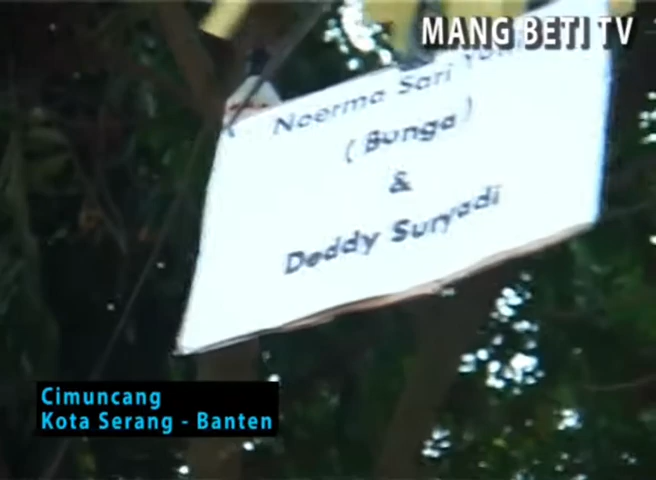 MANG BETI TV
Noerma Sari
(Bunga)
&
Deddy Suryadi
Cimuncang
Kota Serang - Banten